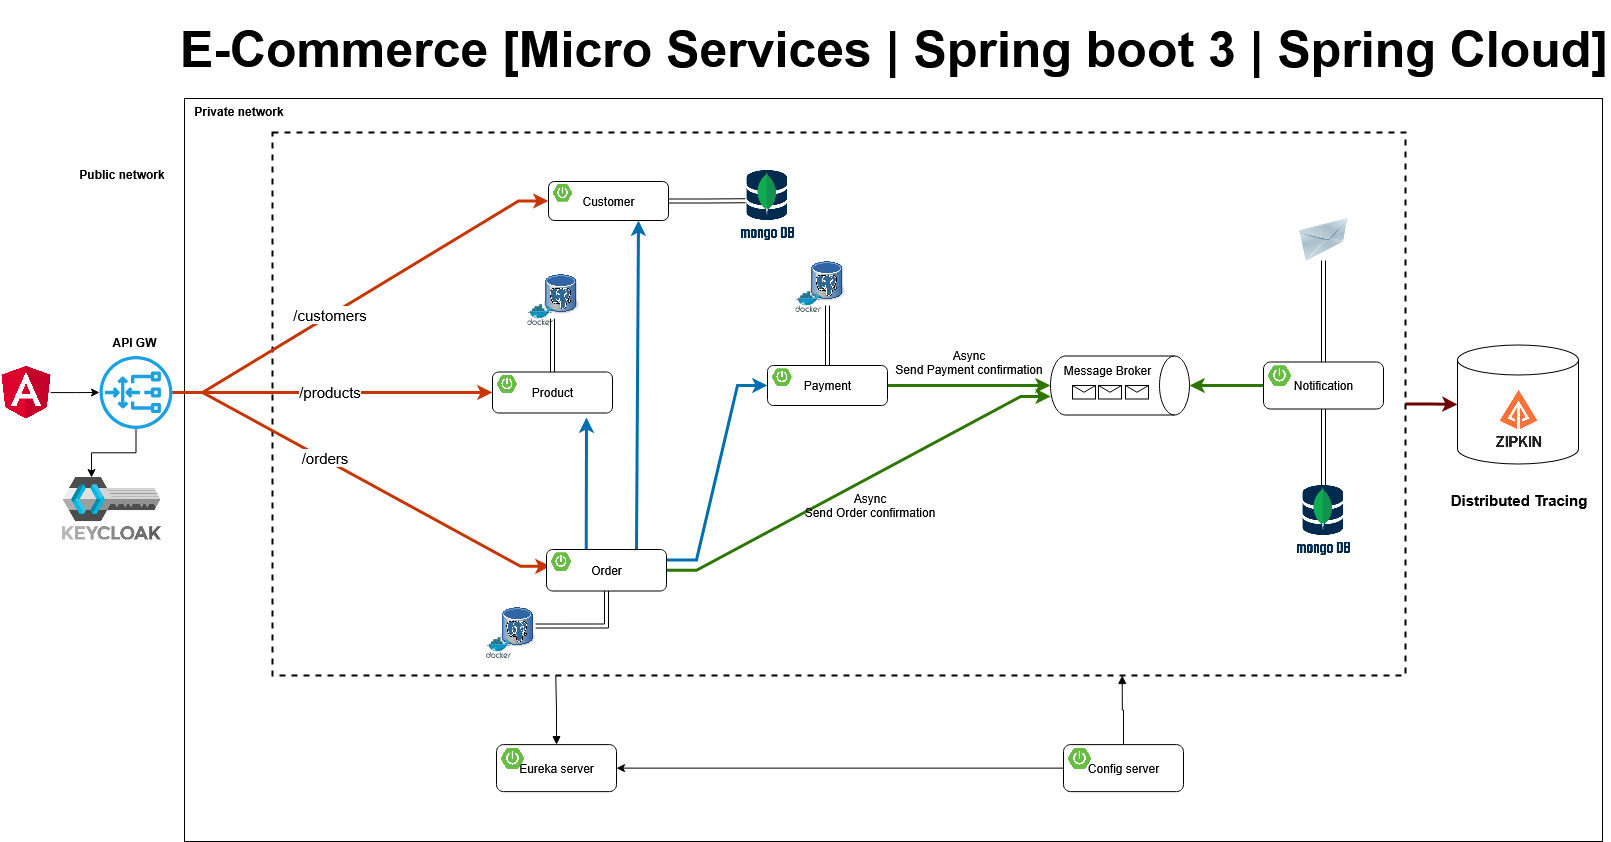 E-Commerce [Micro Services | Spring boot 3 | Spring Cloud]
Private network
Public network
Customer
mongo DB
/customers
docker
docker
API GW
A
/products
Product
Payment
Async
Send Payment confirmation
Message Broker
Notification
ZIPKIN
Distributed Tracing
/orders
KEYCLOAK
Async
Send Order confirmation
mongo DB
Order
docker
Eureka server
Config server